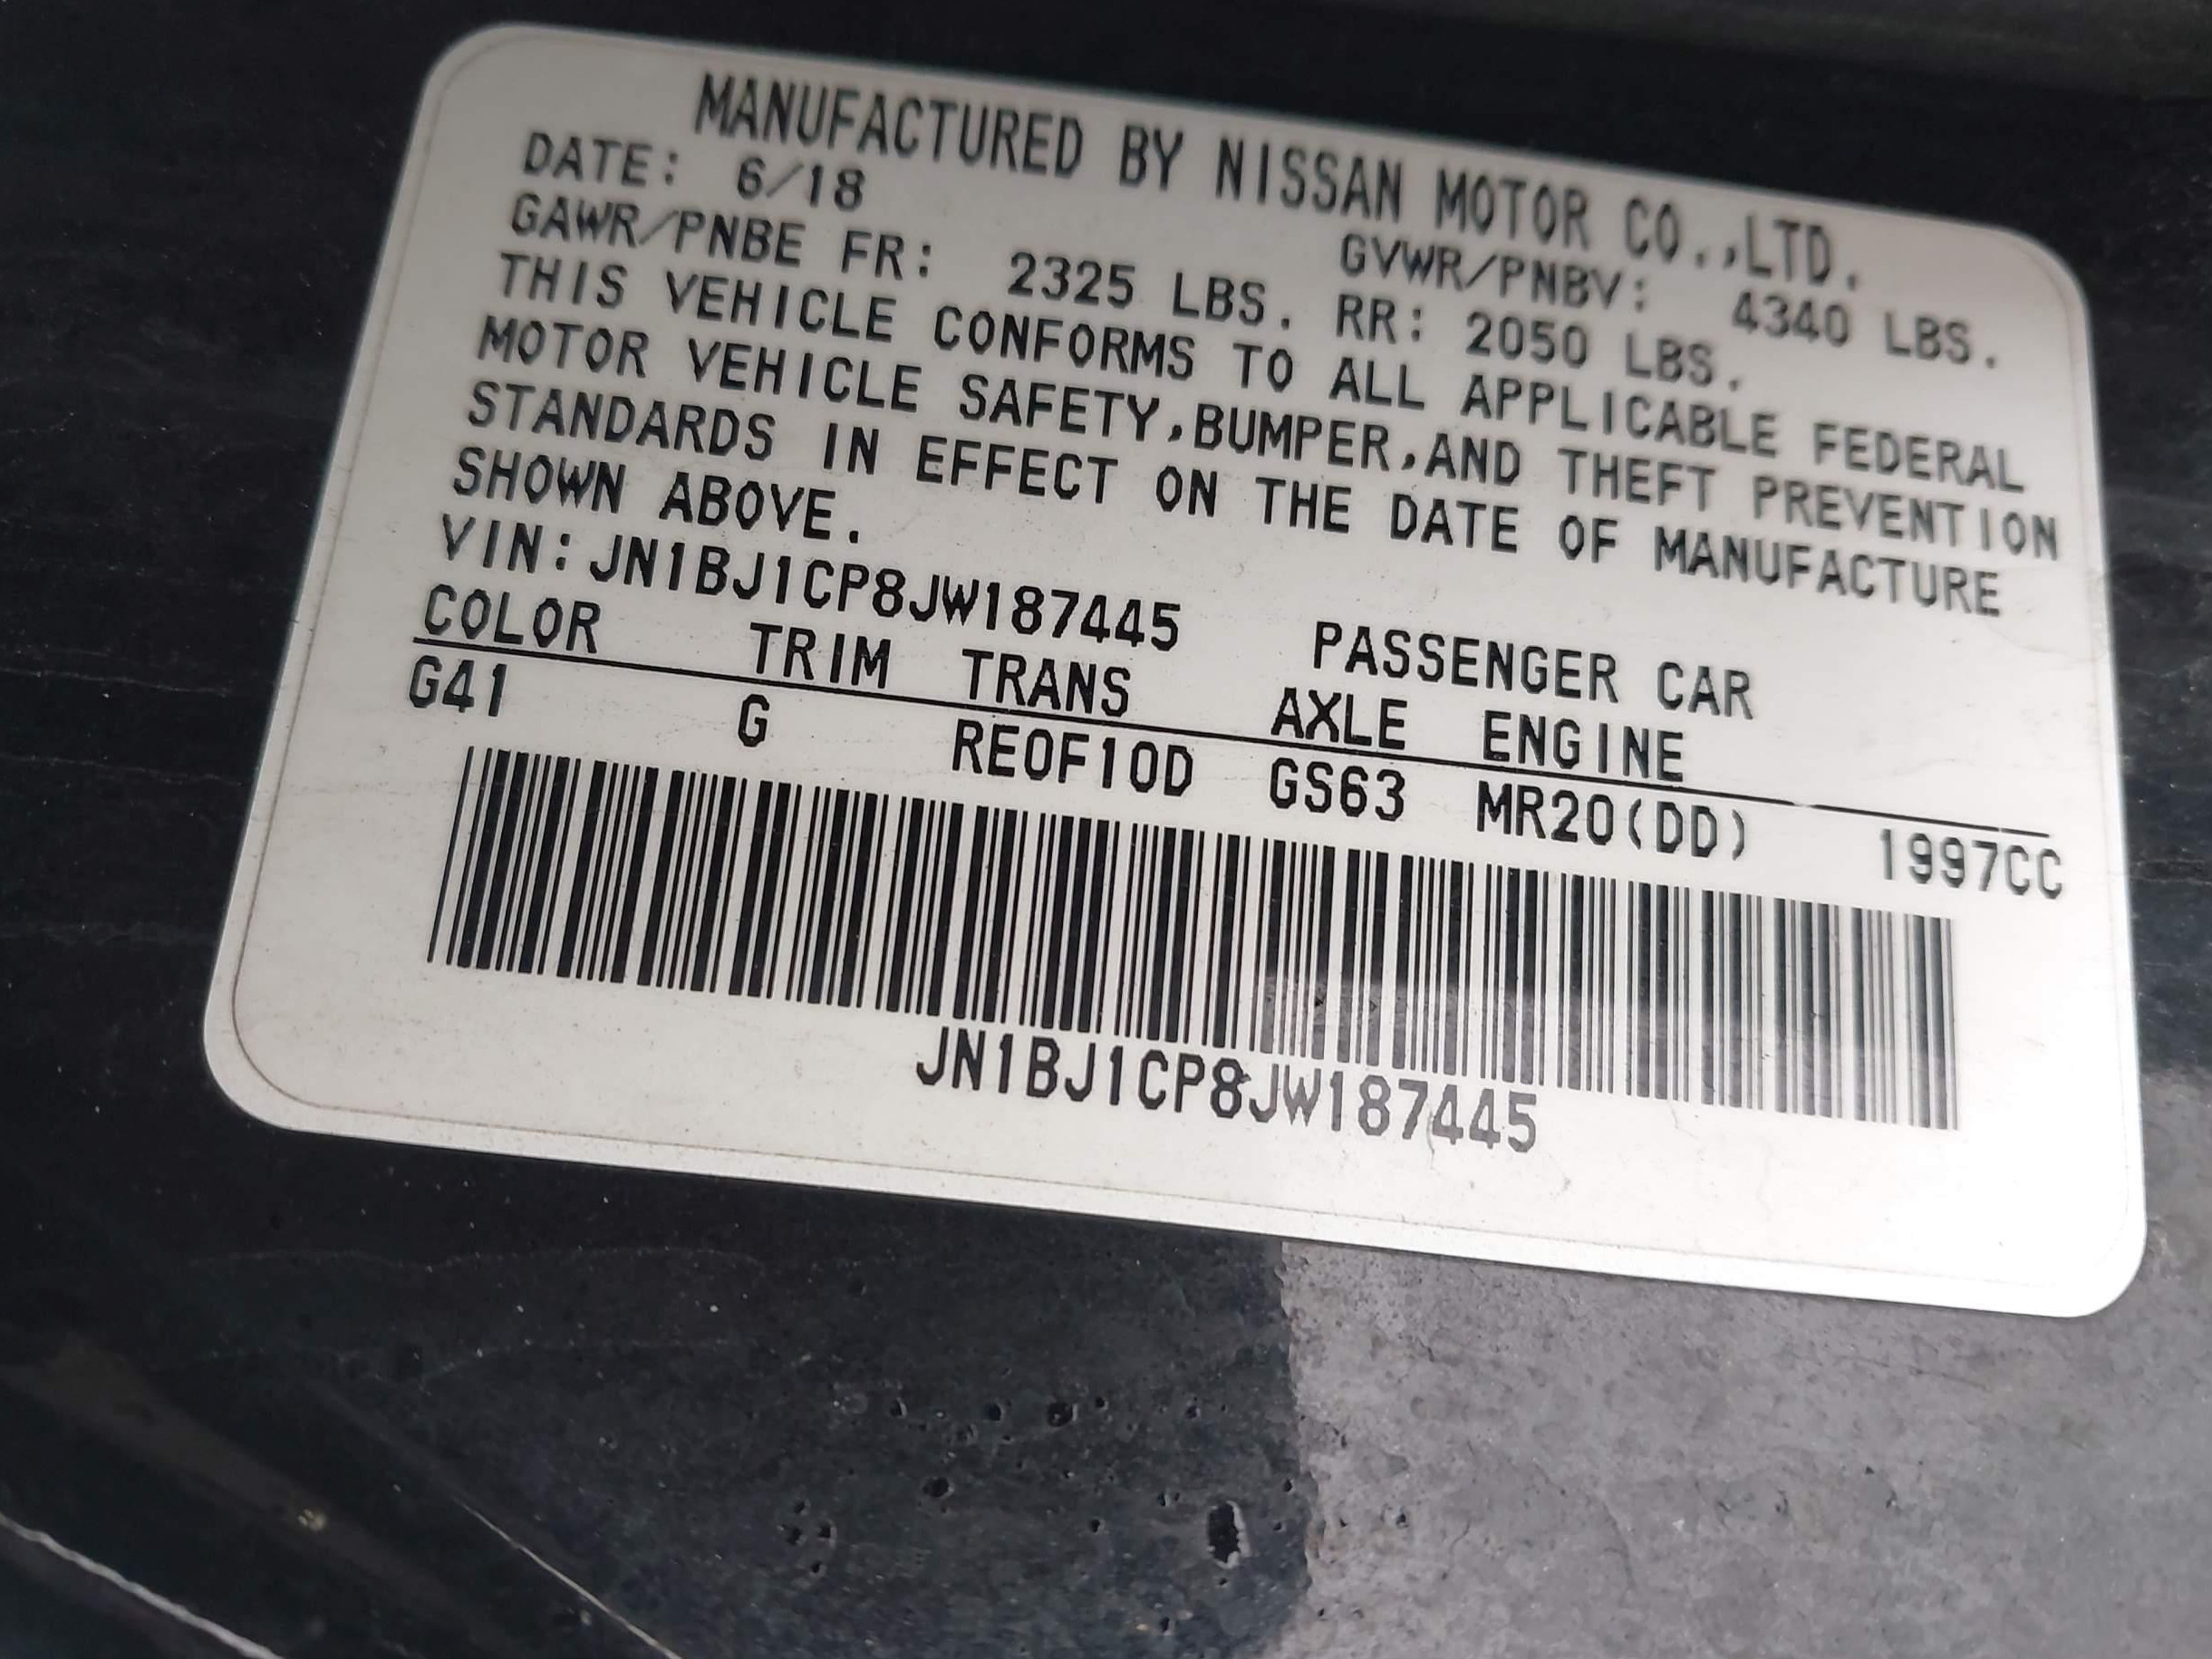 MANUFACTURED BY NISSAN MOTOR CO.,LTD.
DATE: 6/18 GVWR/PNBV: 4340 LBS.
GAWR/PNBE FR: 2325 LBS. RR: 2050 LBS.
THIS VEHICLE CONFORMS TO ALL APPLICABLE FEDERAL
MOTOR VEHICLE SAFETY,BUMPER,AND THEFT PREVENTION
STANDARDS IN EFFECT ON THE DATE OF MANUFACTURE
SHOWN ABOVE.
VIN:JN1BJ1CP8JW187445 PASSENGER CAR
COLOR TRIM TRANS AXLE ENGINE
G41 G RE0F10D GS63 MR20(DD) 1997CC
JN1BJ1CP8JW187445